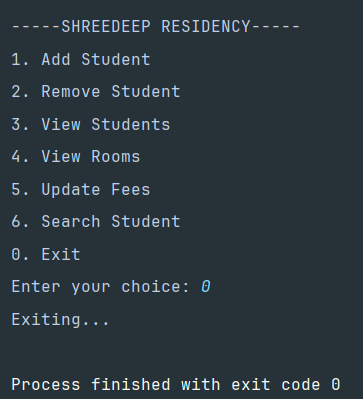 -----SHREEDEEP RESIDENCY-----
1. Add Student
2. Remove Student
3. View Students
4. View Rooms
5. Update Fees
6. Search Student
0. Exit
Enter your choice: 0
Exiting...
Process finished with exit code 0